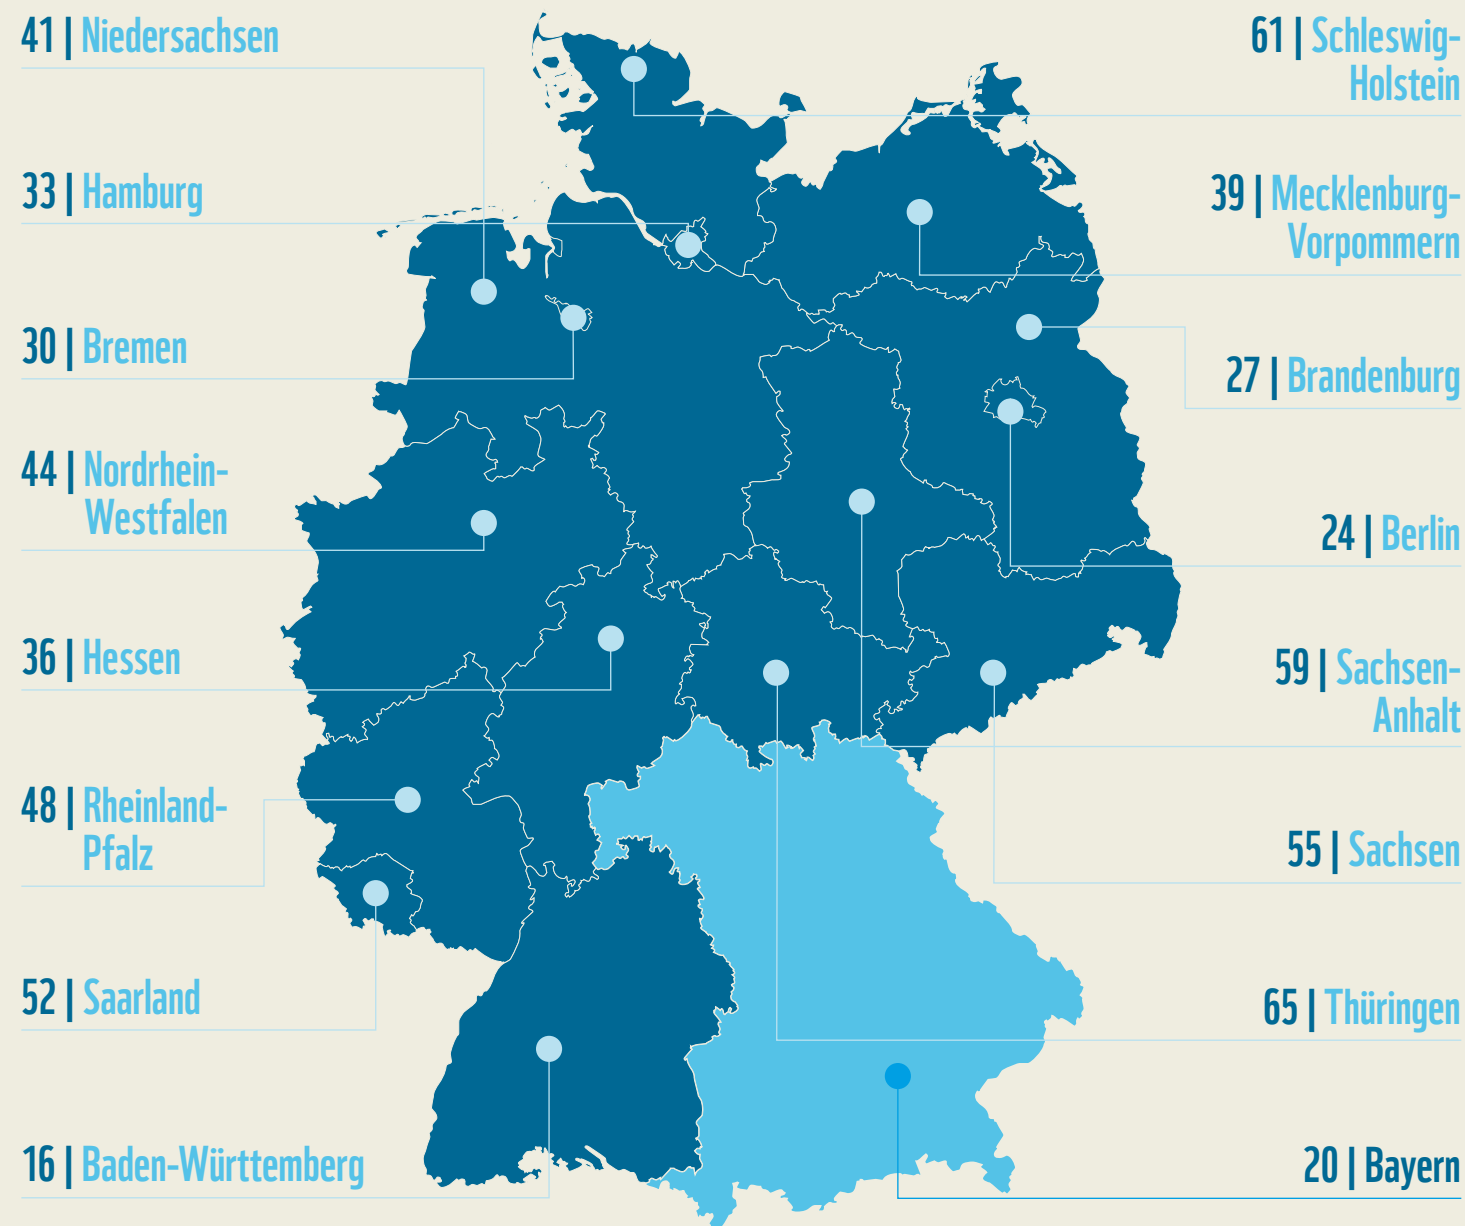 41 | Niedersachsen
33 | Hamburg
30 | Bremen
44 | Nordrhein-
Westfalen
36 | Hessen
48 | Rheinland-
Pfalz
52 | Saarland
16 | Baden-Württemberg
61 | Schleswig-
Holstein
39 | Mecklenburg-
Vorpommern
27 | Brandenburg
24 | Berlin
59 | Sachsen-
Anhalt
55 | Sachsen
65 | Thüringen
20 | Bayern